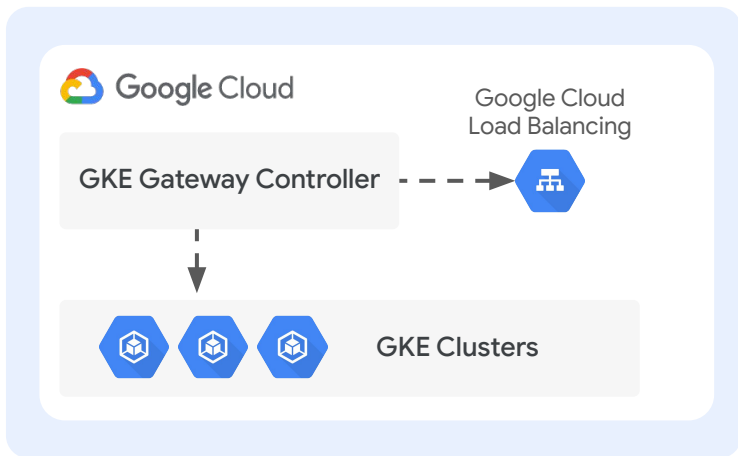 Google Cloud
Google Cloud
Load Balancing
GKE Gateway Controller
GKE Clusters